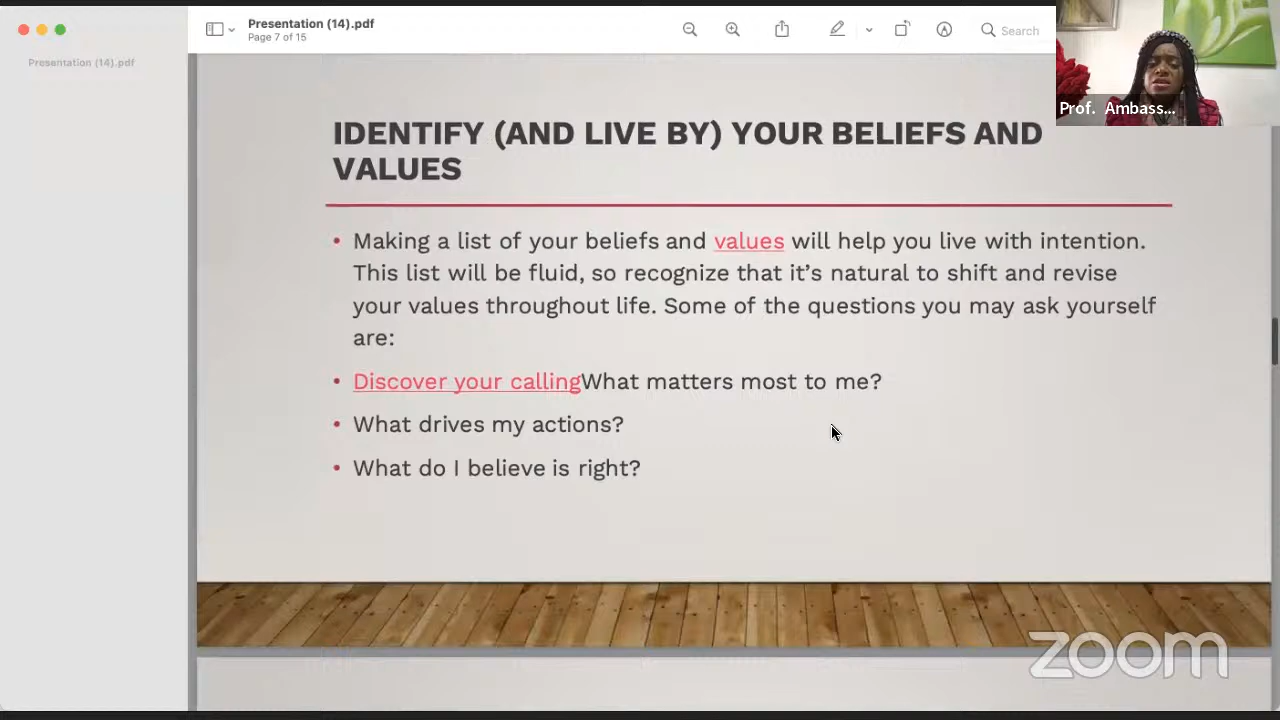 Presentation (14).pdf
Page 7 of 15
Search
Presentation (14).pdf
Prof. Ambass...
IDENTIFY (AND LIVE BY) YOUR BELIEFS AND
VALUES
• Making a list of your beliefs and values will help you live with intention.
This list will be fluid, so recognize that it’s natural to shift and revise
your values throughout life. Some of the questions you may ask yourself
are:
• Discover your callingWhat matters most to me?
• What drives my actions?
• What do I believe is right?
zoom